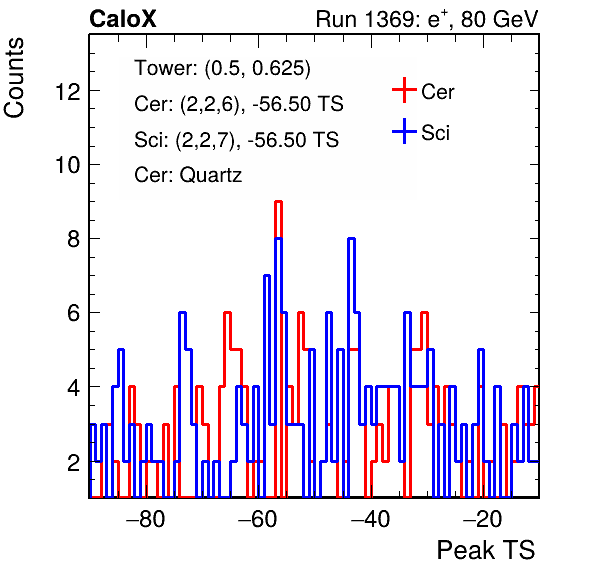 CaloX Run 1369: e⁺, 80 GeV
Counts
Tower: (0.5, 0.625)
Cer: (2,2,6), -56.50 TS
Sci: (2,2,7), -56.50 TS
Cer: Quartz
Cer
Sci
12
10
8
6
4
2
−80 −60 −40 −20
Peak TS